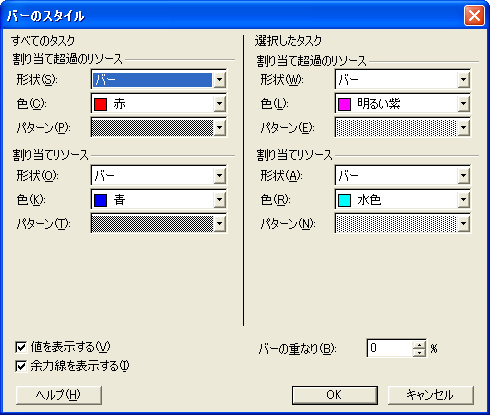 バーのスタイル
すべてのタスク
割り当て超過のリソース
形状(S): バー
色(C): 赤
パターン(P):
割り当てリソース
形状(O): バー
色(K): 青
パターン(T):
選択したタスク
割り当て超過のリソース
形状(W): バー
色(L): 明るい紫
パターン(E):
割り当てリソース
形状(A): バー
色(R): 水色
パターン(N):
値を表示する(V)
余力線を表示する(I)
バーの重なり(B): 0 %
ヘルプ(H)
OK
キャンセル